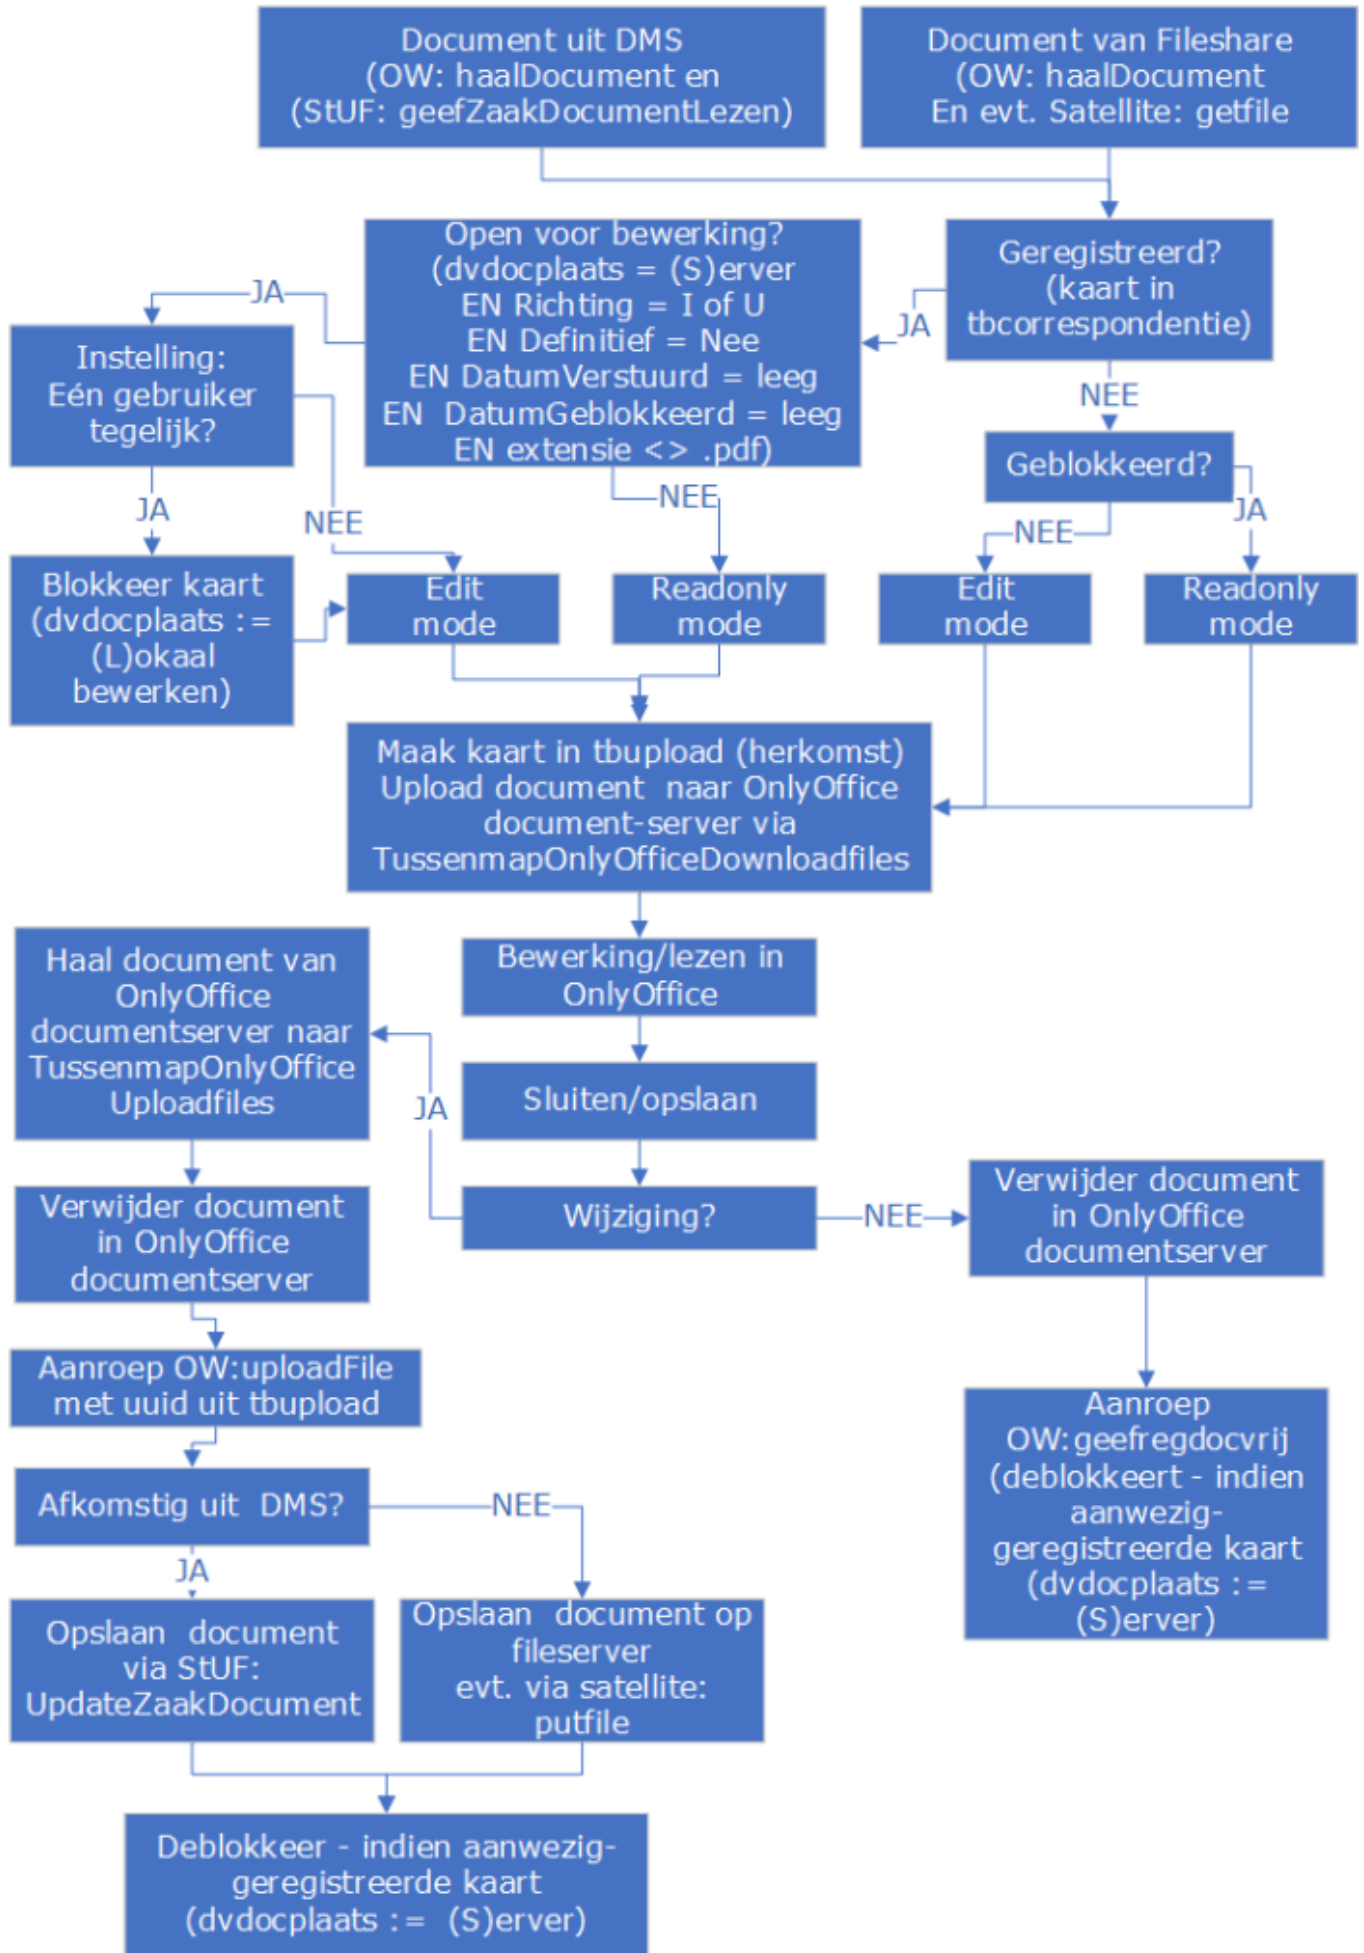 Document uit DMS
(OW: haalDocument en
(StUF: geefZaakDocumentLezen)
Document van Fileshare
(OW: haalDocument
En evt. Satellite: getfile
Geregistreerd?
(kaart in
tbcorrespondentie)
JA
NEE
Open voor bewerking?
(dvdocplaats = (S)erver
EN Richting = I of U
EN Definitief = Nee
EN DatumVerstuurd = leeg
EN DatumGeblokkeerd = leeg
EN extensie <> .pdf)
JA
NEE
Instelling:
Eén gebruiker
tegelijk?
JA
NEE
Geblokkeerd?
NEE
JA
Blokkeer kaart
(dvdocplaats :=
(L)okaal
bewerken)
Edit
mode
Readonly
mode
Edit
mode
Readonly
mode
Maak kaart in tbupload (herkomst)
Upload document naar OnlyOffice
document-server via
TussenmapOnlyOfficeDownloadfiles
Bewerking/lezen in
OnlyOffice
Sluiten/opslaan
Wijziging?
JA
NEE
Haal document van
OnlyOffice
documentserver naar
TussenmapOnlyOffice
Uploadfiles
Verwijder document
in OnlyOffice
documentserver
Verwijder document
in OnlyOffice
documentserver
Aanroep OW:uploadFile
met uuid uit tbupload
Aanroep
OW:geefregdocvrij
(deblokkeert - indien
aanwezig-
geregistreerde kaart
(dvdocplaats :=
(S)erver)
Afkomstig uit DMS?
NEE
JA
Opslaan document
via StUF:
UpdateZaakDocument
Opslaan document op
fileserver
evt. via satellite:
putfile
Deblokkeer - indien aanwezig-
geregistreerde kaart
(dvdocplaats := (S)erver)